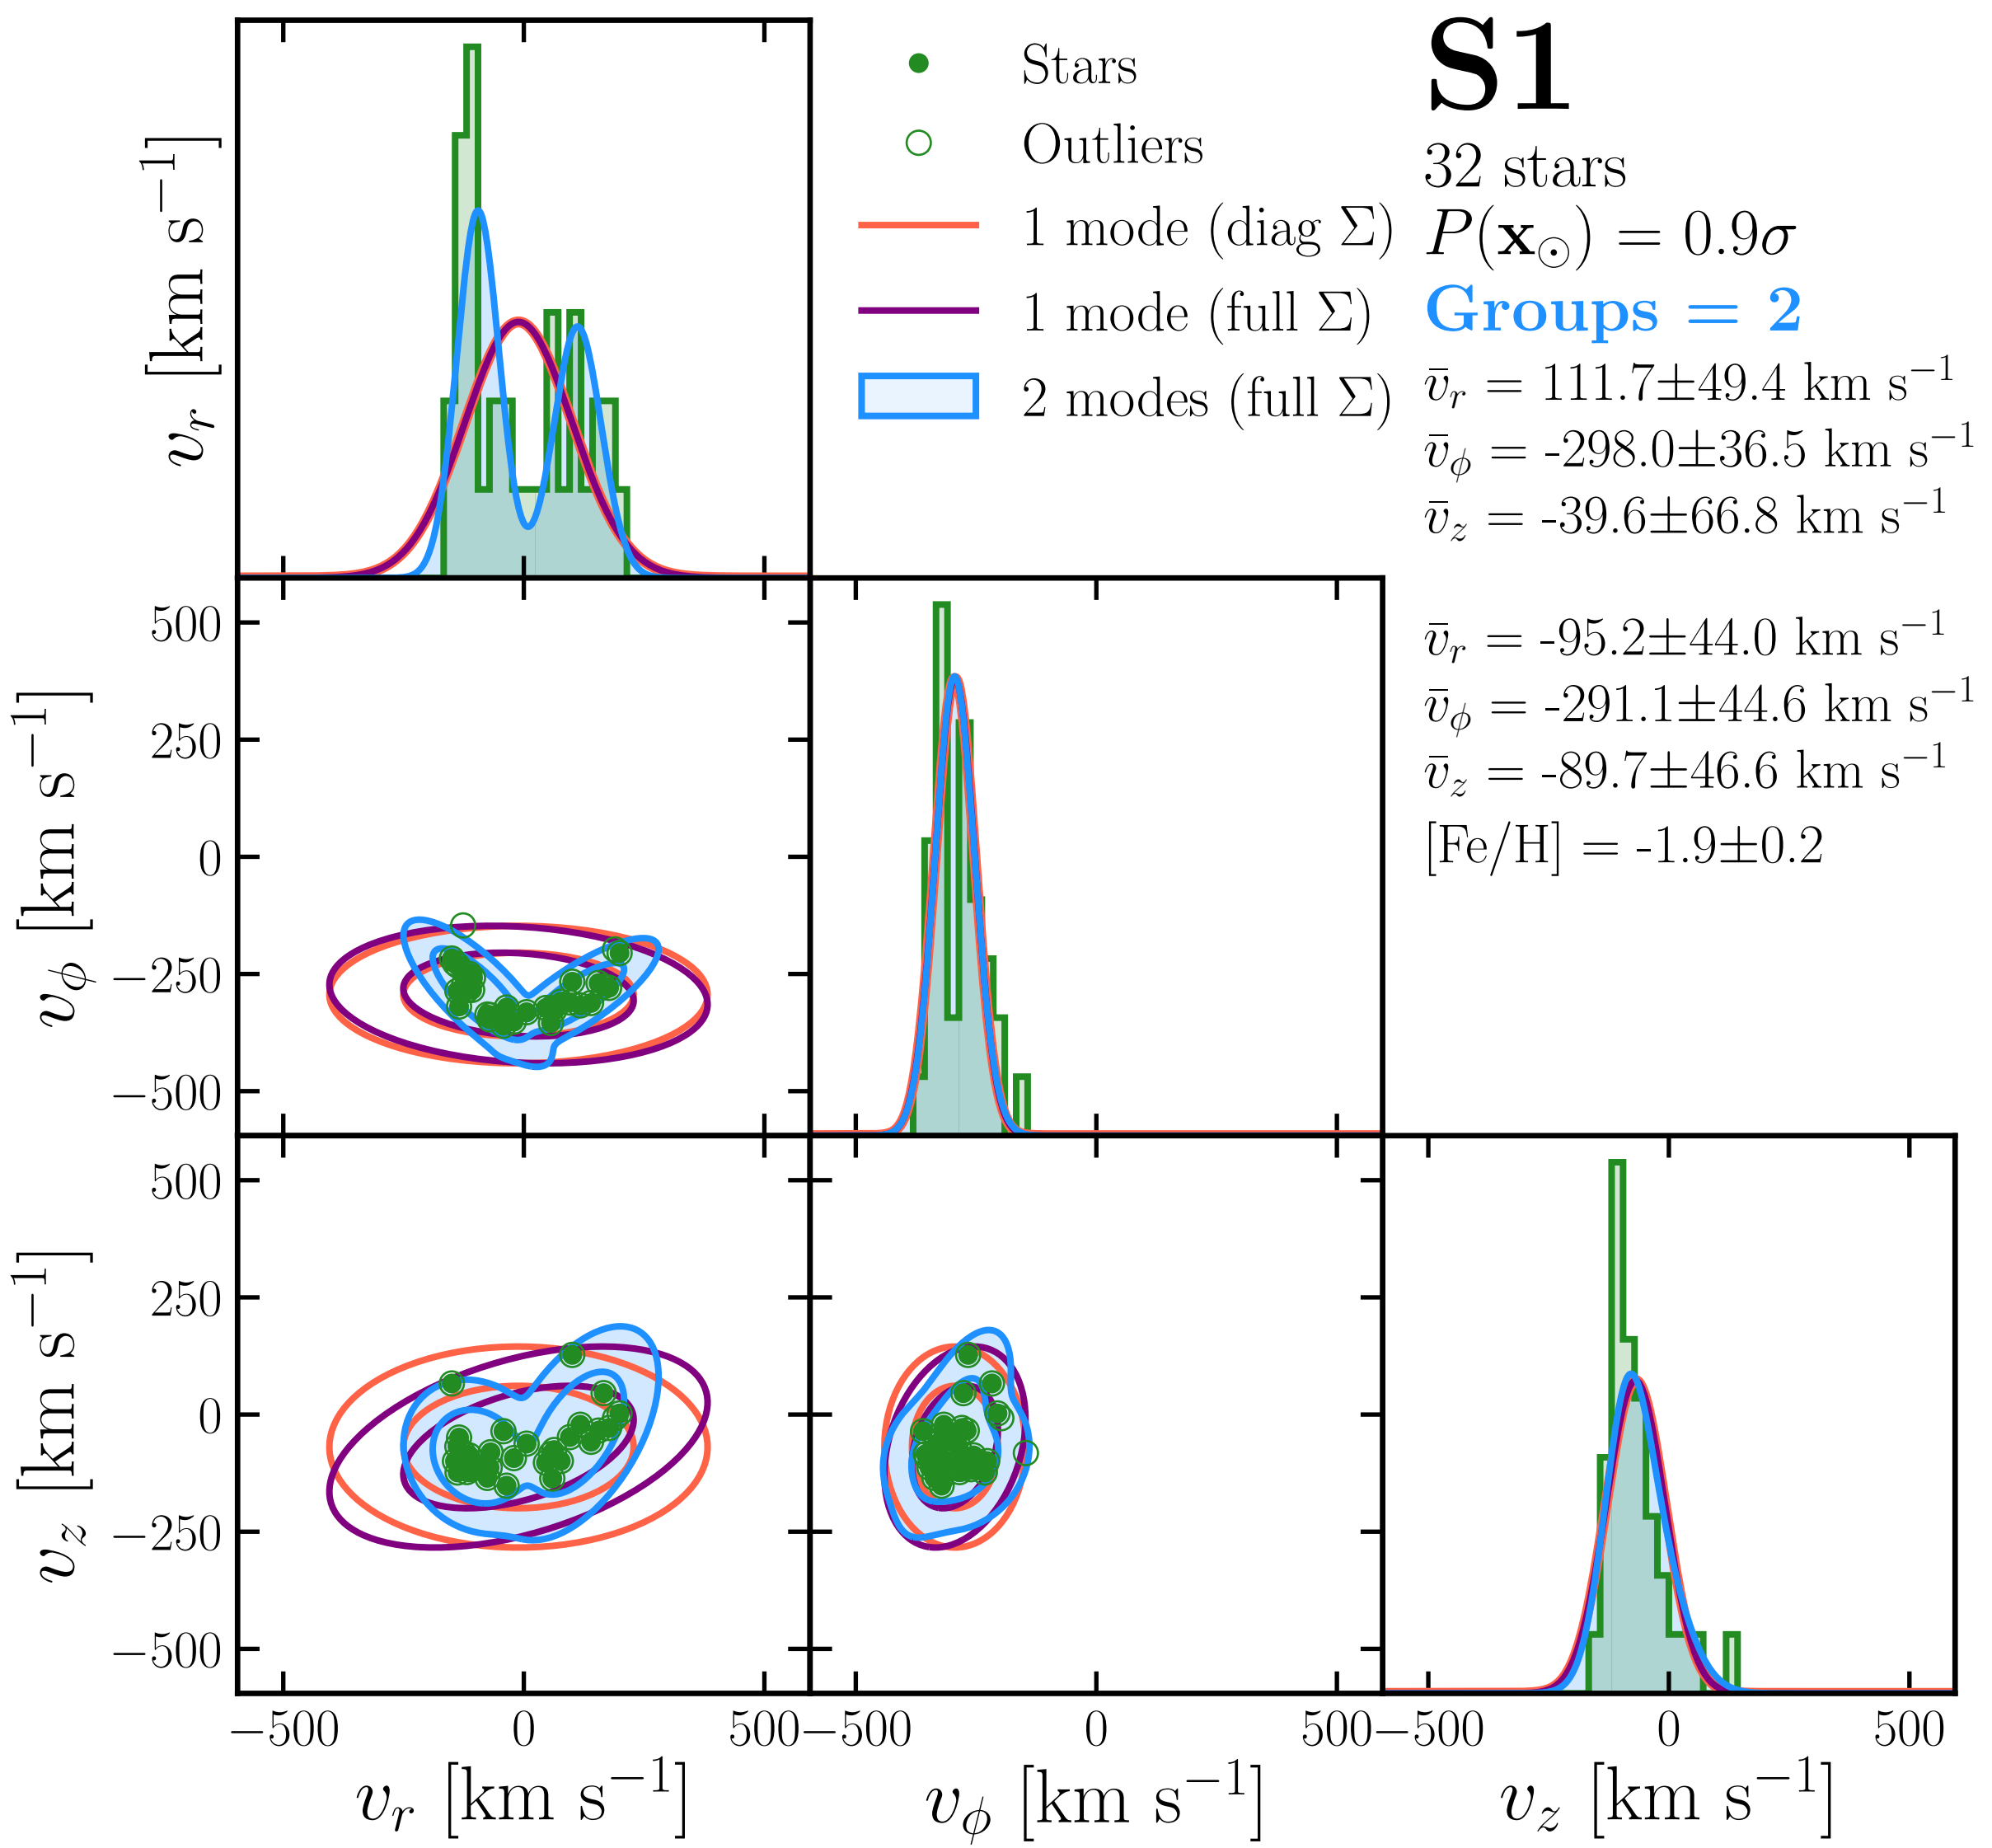 S1
Stars
Outliers
1 mode (diag Σ)
1 mode (full Σ)
2 modes (full Σ)
32 stars
P(x⊙) = 0.9σ
Groups = 2
v̄r = 111.7±49.4 km s⁻¹
v̄ϕ = -298.0±36.5 km s⁻¹
v̄z = -39.6±66.8 km s⁻¹
v̄r = -95.2±44.0 km s⁻¹
v̄ϕ = -291.1±44.6 km s⁻¹
v̄z = -89.7±46.6 km s⁻¹
[Fe/H] = -1.9±0.2
vr [km s⁻¹]
500
250
0
−250
−500
vϕ [km s⁻¹]
500
250
0
−250
−500
vz [km s⁻¹]
−500 0 500 −500 0 500 −500 0 500
vr [km s⁻¹] vϕ [km s⁻¹] vz [km s⁻¹]